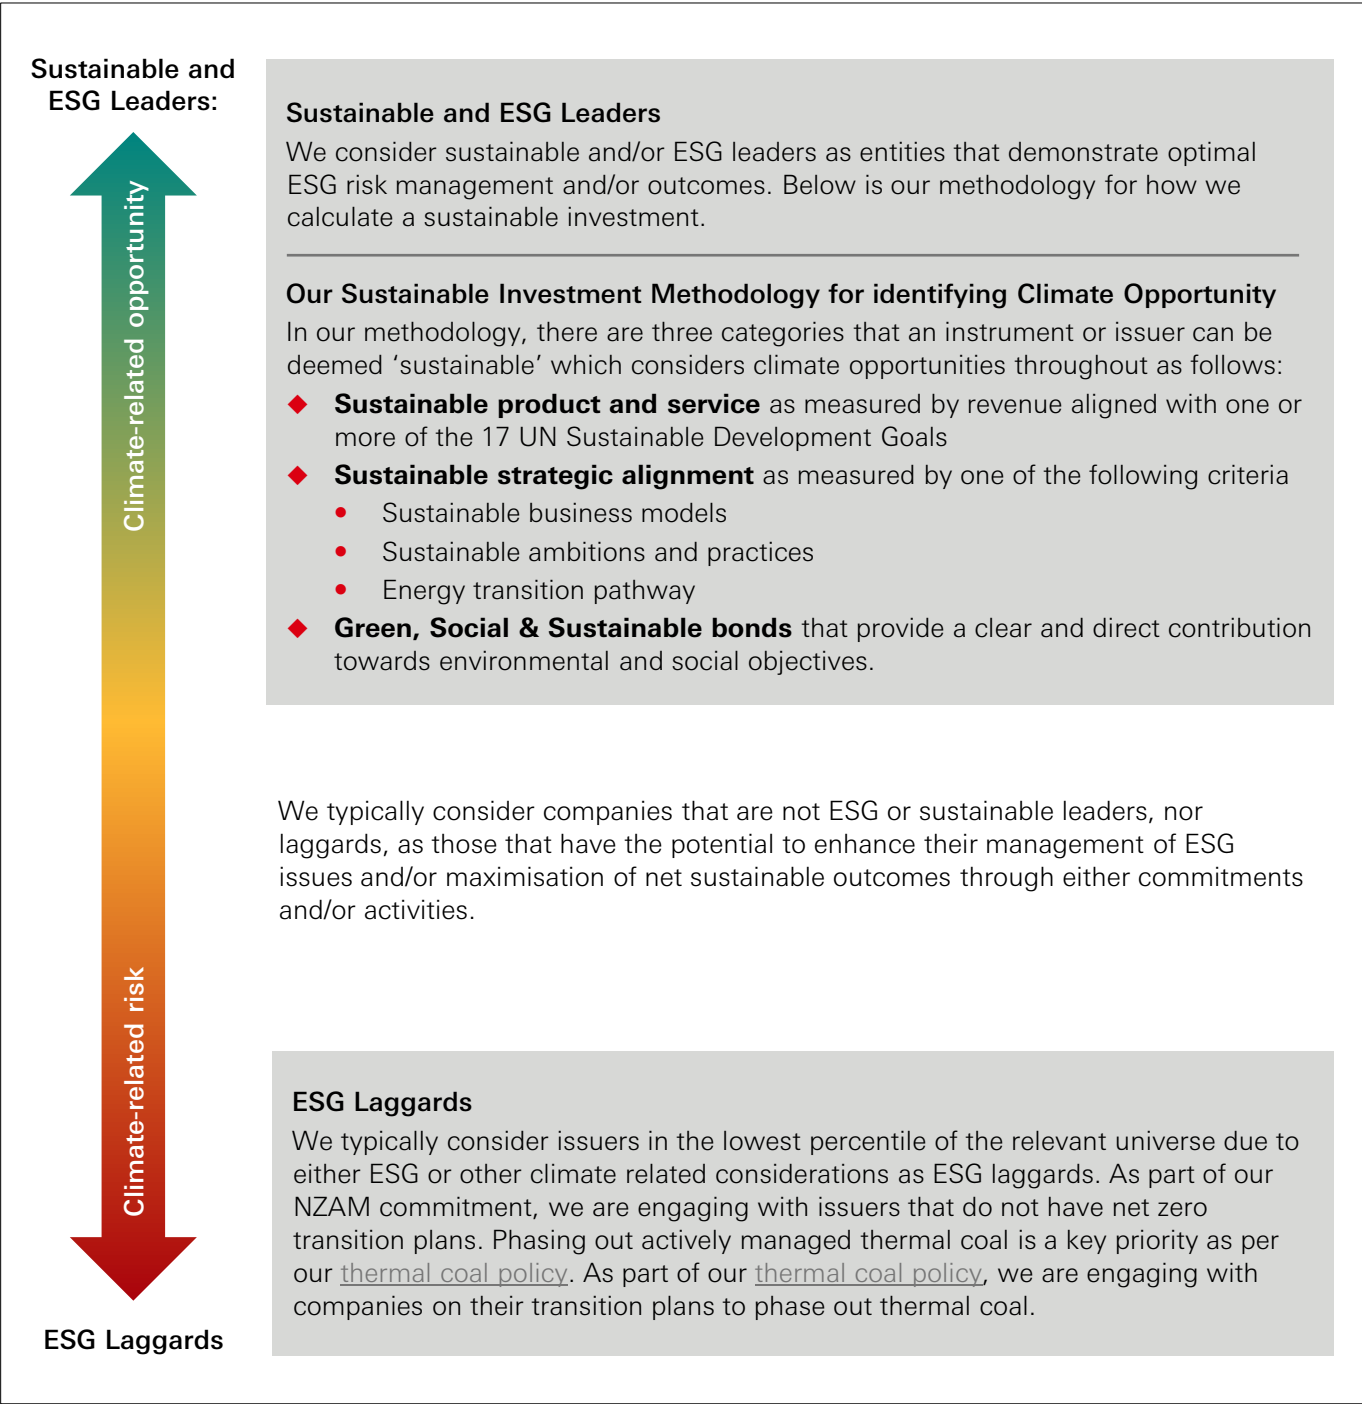 Sustainable and
ESG Leaders:
Climate-related opportunity
Climate-related risk
ESG Laggards
Sustainable and ESG Leaders
We consider sustainable and/or ESG leaders as entities that demonstrate optimal
ESG risk management and/or outcomes. Below is our methodology for how we
calculate a sustainable investment.
Our Sustainable Investment Methodology for identifying Climate Opportunity
In our methodology, there are three categories that an instrument or issuer can be
deemed ‘sustainable’ which considers climate opportunities throughout as follows:
◆ Sustainable product and service as measured by revenue aligned with one or
more of the 17 UN Sustainable Development Goals
◆ Sustainable strategic alignment as measured by one of the following criteria
• Sustainable business models
• Sustainable ambitions and practices
• Energy transition pathway
◆ Green, Social & Sustainable bonds that provide a clear and direct contribution
towards environmental and social objectives.
We typically consider companies that are not ESG or sustainable leaders, nor
laggards, as those that have the potential to enhance their management of ESG
issues and/or maximisation of net sustainable outcomes through either commitments
and/or activities.
ESG Laggards
We typically consider issuers in the lowest percentile of the relevant universe due to
either ESG or other climate related considerations as ESG laggards. As part of our
NZAM commitment, we are engaging with issuers that do not have net zero
transition plans. Phasing out actively managed thermal coal is a key priority as per
our thermal coal policy. As part of our thermal coal policy, we are engaging with
companies on their transition plans to phase out thermal coal.